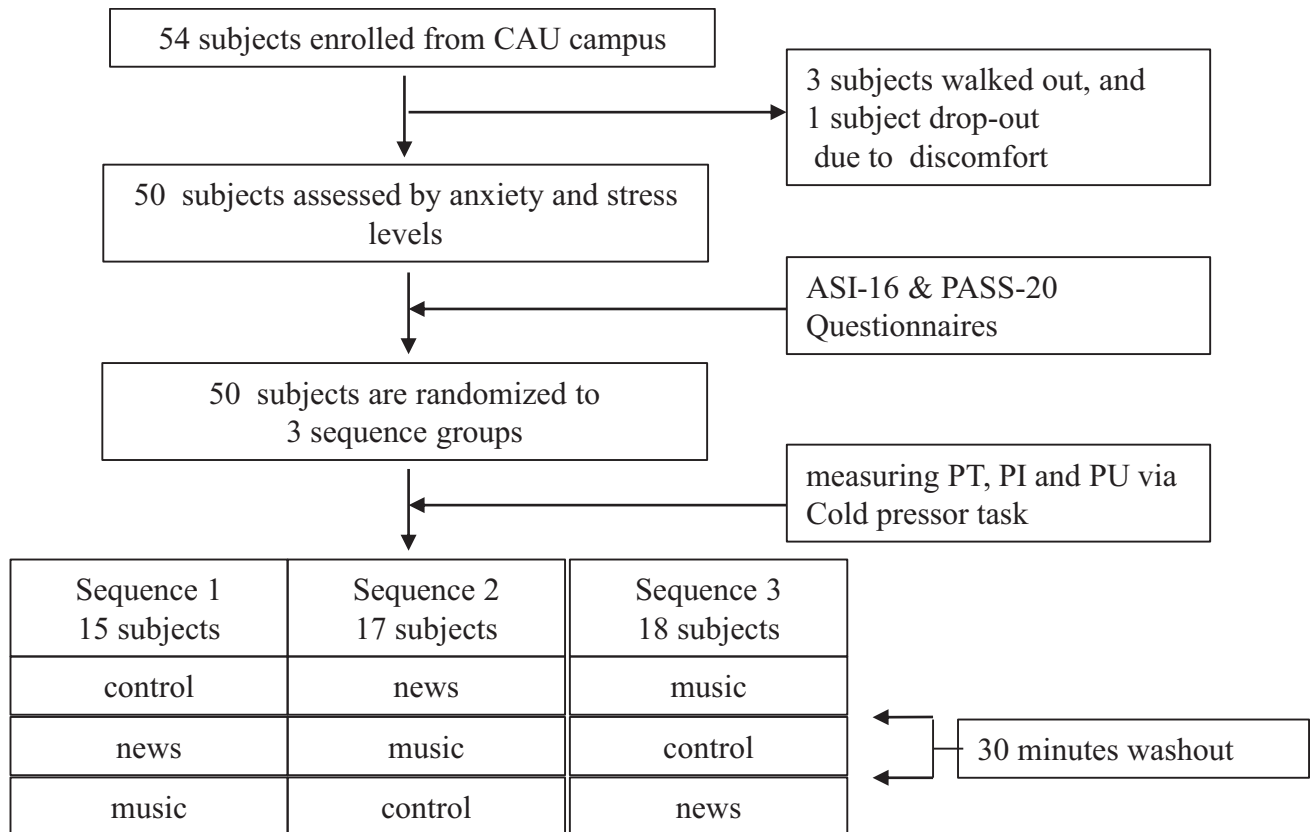 54 subjects enrolled from CAU campus
3 subjects walked out, and
1 subject drop-out
due to discomfort
50 subjects assessed by anxiety and stress
levels
ASI-16 & PASS-20
Questionnaires
50 subjects are randomized to
3 sequence groups
measuring PT, PI and PU via
Cold pressor task
Sequence 1
15 subjects
Sequence 2
17 subjects
Sequence 3
18 subjects
control
news
music
news
music
control
30 minutes washout
music
control
news